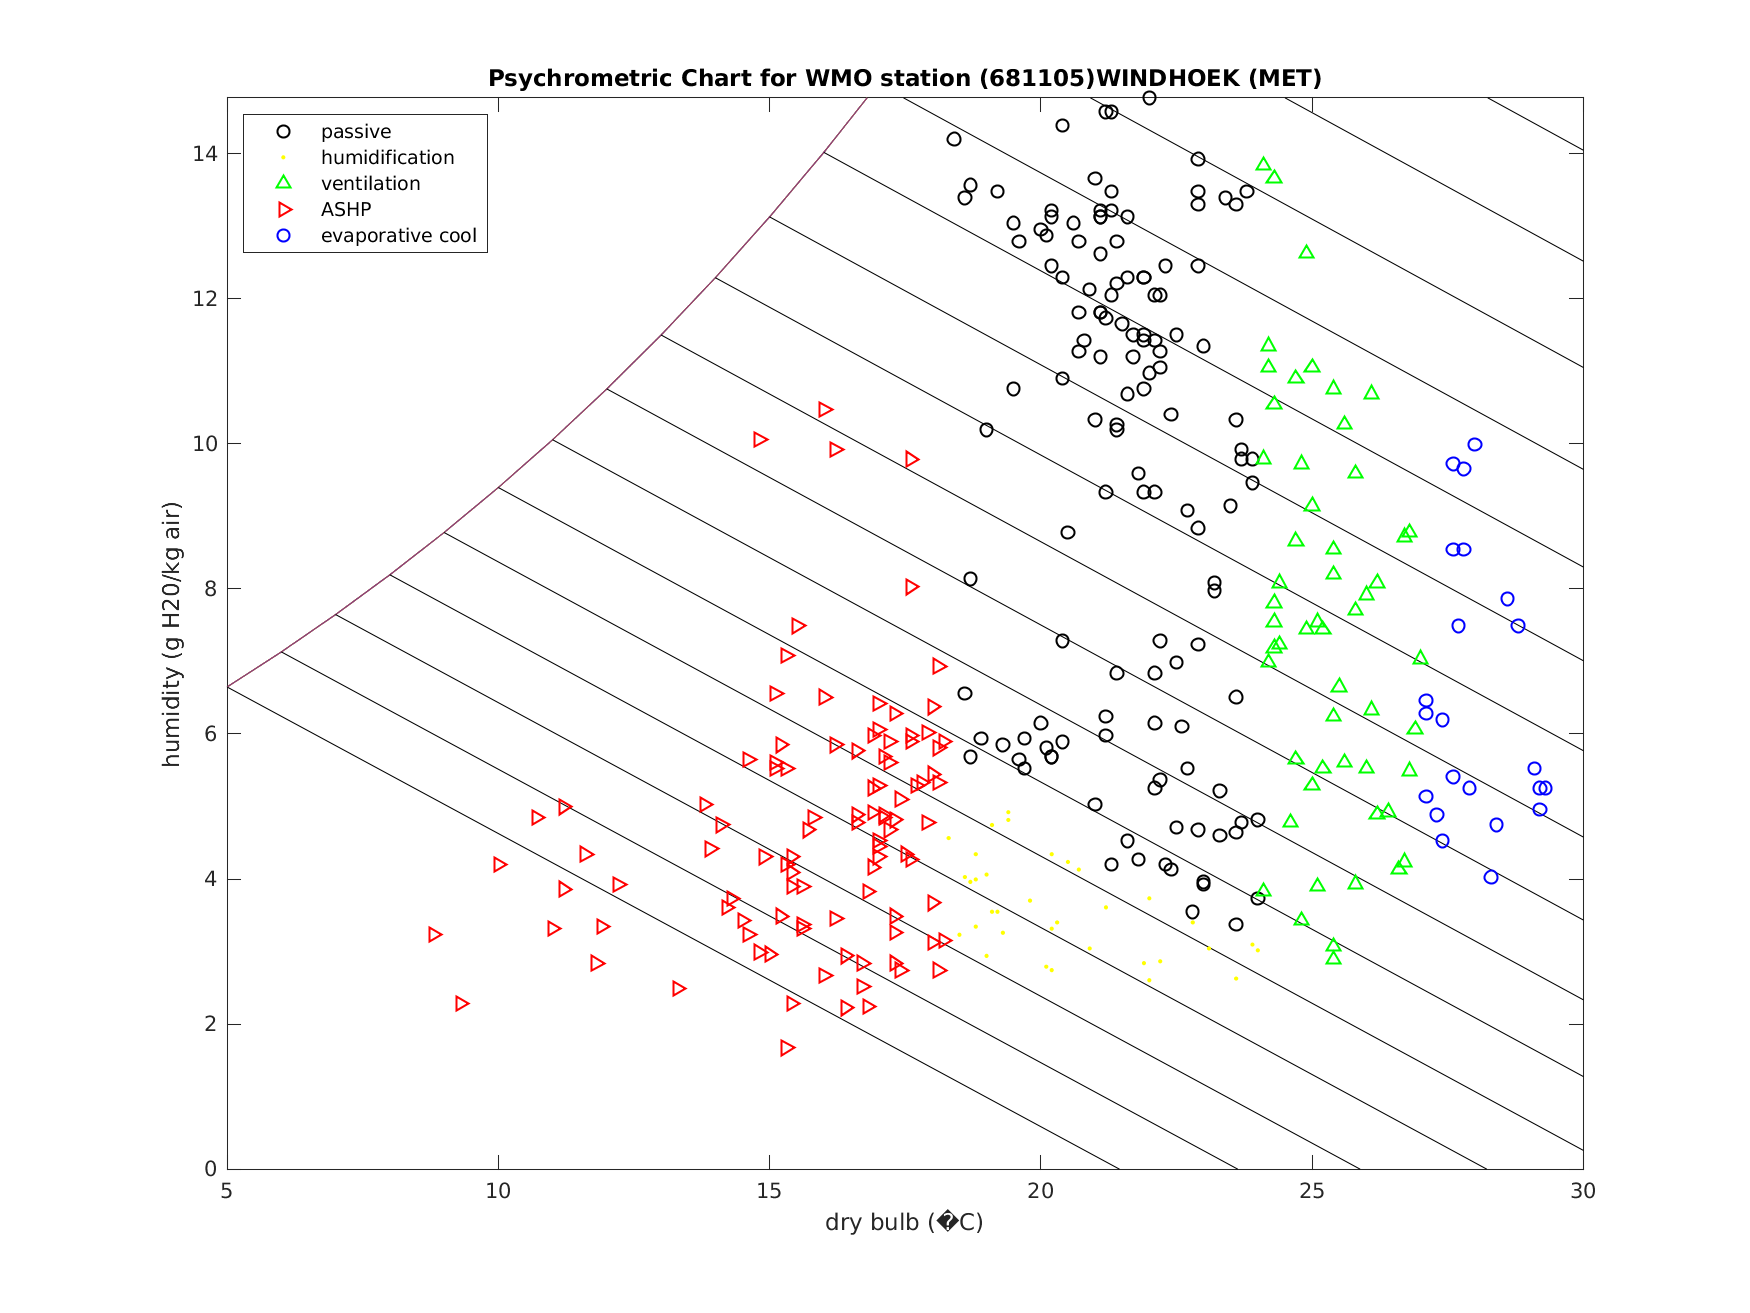 Psychrometric Chart for WMO station (681105)WINDHOEK (MET)
passive
humidification
ventilation
ASHP
evaporative cool
14
12
10
8
6
4
2
0
humidity (g H20/kg air)
5 10 15 20 25 30
dry bulb (�C)